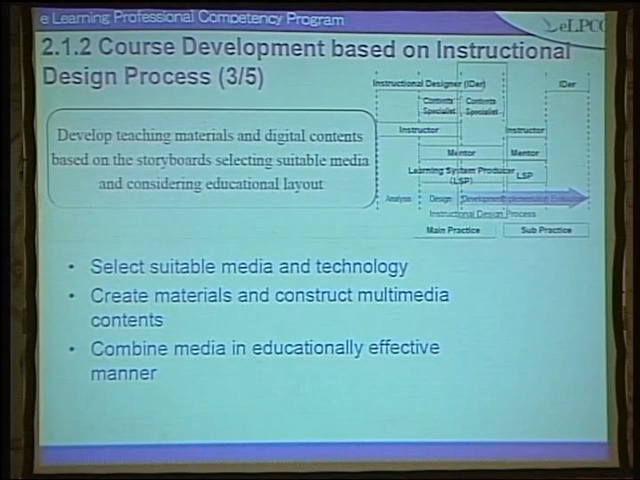 e Learning Professional Competency Program
eLPCO
2.1.2 Course Development based on Instructional
Design Process (3/5)
Develop teaching materials and digital contents
based on the storyboards selecting suitable media
and considering educational layout
Instructional Designer (IDer)
IDer
Contents
Specialist
Contents
Specialist
Instructor
Instructor
Mentor
Mentor
Learning System Producer
(LSP)
LSP
Analysis
Design
Development
Implementation
Evaluation
Instructional Design Process
Main Practice
Sub Practice
• Select suitable media and technology
• Create materials and construct multimedia
contents
• Combine media in educationally effective
manner